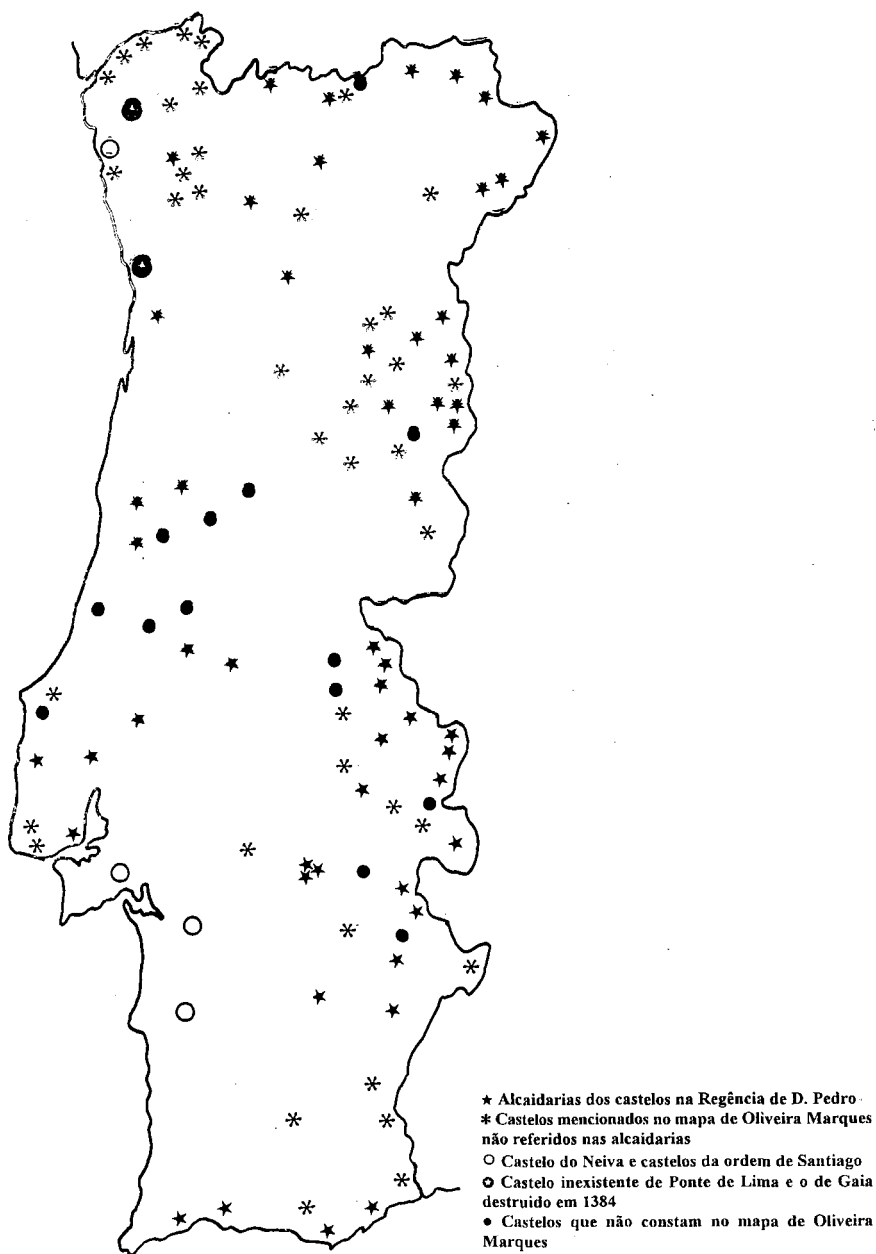 ★ Alcaidarias dos castelos na Regência de D. Pedro
* Castelos mencionados no mapa de Oliveira Marques
não referidos nas alcaidarias
○ Castelo do Neiva e castelos da ordem de Santiago
✪ Castelo inexistente de Ponte de Lima e o de Gaia
destruido em 1384
● Castelos que não constam no mapa de Oliveira
Marques